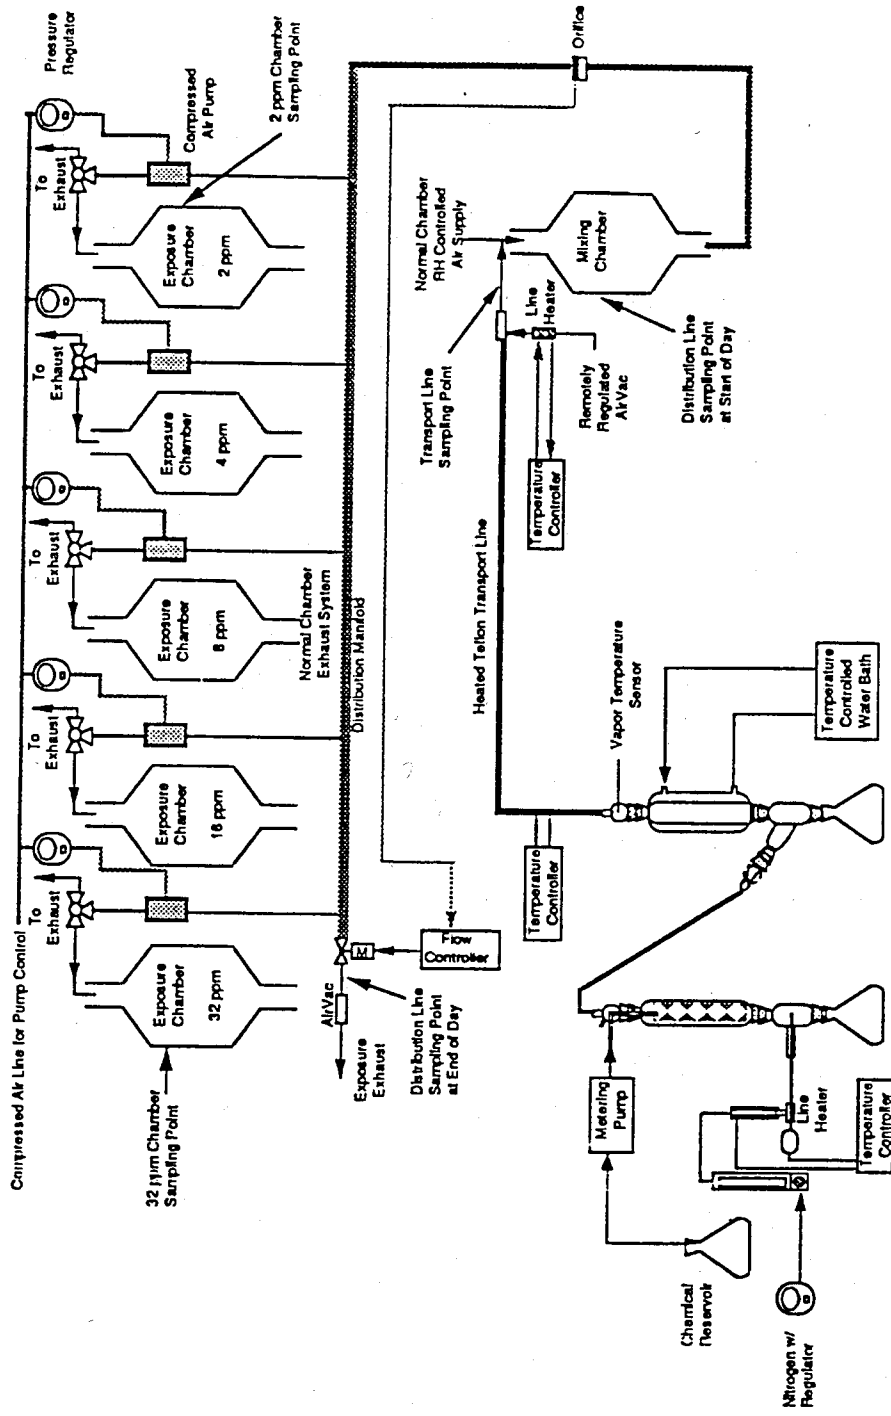 Compressed Air Line for Pump Control
Pressure
Regulator
To
Exhaust
To
Exhaust
To
Exhaust
To
Exhaust
To
Exhaust
Compressed
Air Pump
32 ppm Chamber
Sampling Point
Exposure
Chamber
32 ppm
Exposure
Chamber
16 ppm
Exposure
Chamber
8 ppm
Exposure
Chamber
4 ppm
Exposure
Chamber
2 ppm
2 ppm Chamber
Sampling Point
Normal Chamber
Exhaust System
AirVac
Distribution Manifold
Exposure
Exhaust
M
Distribution Line
Sampling Point
at End of Day
Flow
Controller
Orifice
Heated Teflon Transport Line
Transport Line
Sampling Point
Normal Chamber
RH Controlled
Air Supply
Line
Heater
Mixing
Chamber
Temperature
Controller
Temperature
Controller
Remotely
Regulated
AirVac
Distribution Line
Sampling Point
at Start of Day
Vapor Temperature
Sensor
Metering
Pump
Chemical
Reservoir
Line
Heater
Temperature
Controlled
Water Bath
Nitrogen w/
Regulator
Temperature
Controller